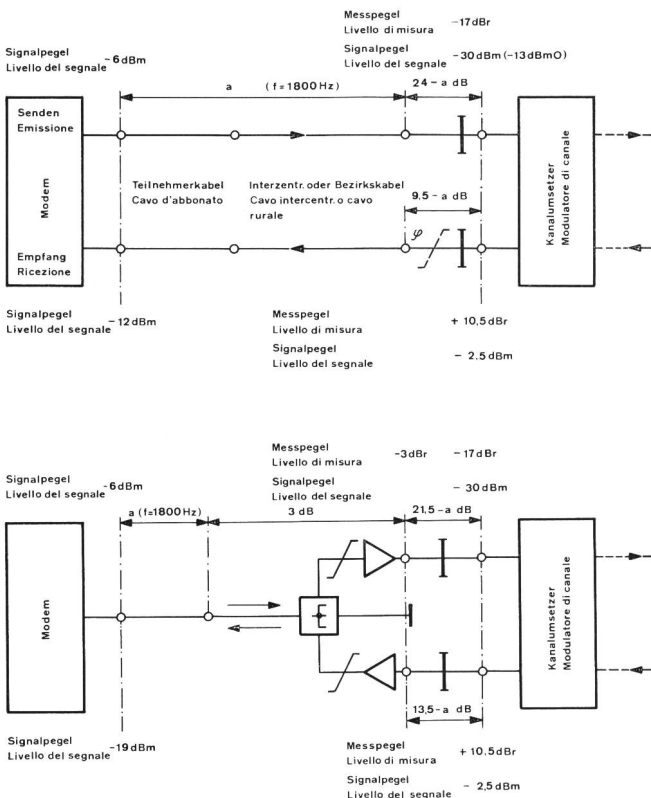 Messpegel
Livello di misura -17dBr
Signalpegel
Livello del segnale -6dBm
Signalpegel
Livello del segnale -30dBm (-13dBmO)
a (f=1800Hz)
24-a dB
Senden
Emissione
Modem
Teilnehmerkabel
Cavo d'abbonato
Interzentr. oder Bezirkskabel
Cavo intercentr. o cavo
rurale
9,5-a dB
φ
Kanalumsetzer
Modulatore di canale
Empfang
Ricezione
Signalpegel
Livello del segnale -12dBm
Messpegel
Livello di misura +10,5dBr
Signalpegel
Livello del segnale -2.5dBm
Messpegel
Livello di misura -3dBr -17dBr
Signalpegel
Livello del segnale -6dBm
Signalpegel
Livello del segnale -30dBm
a (f=1800Hz)
3 dB
21,5-a dB
Modem
Kanalumsetzer
Modulatore di canale
13,5-a dB
Signalpegel
Livello del segnale -19dBm
Messpegel
Livello di misura +10.5dBr
Signalpegel
Livello del segnale -2,5dBm